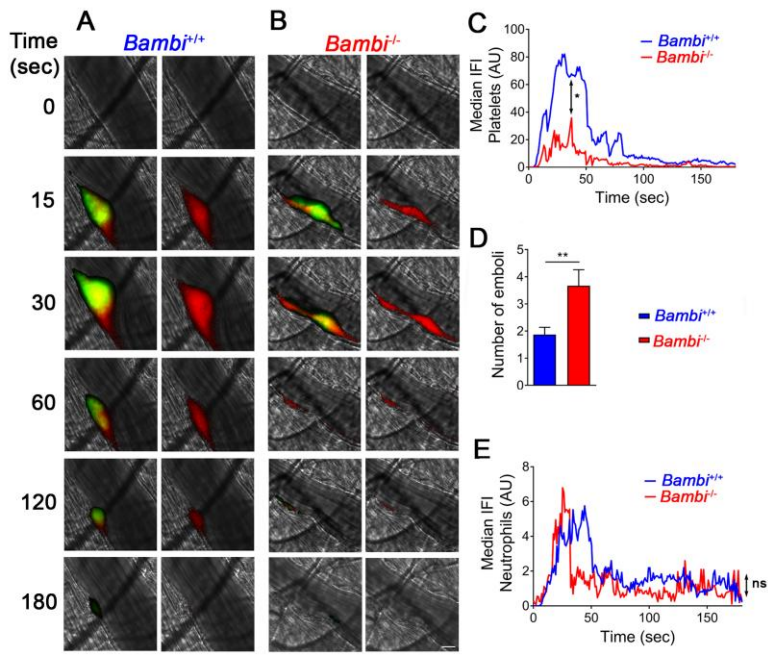 A
Bambi+/+
B
Bambi-/-
Time
(sec)
0
15
30
60
120
180
C
Median IFI
Platelets (AU)
100
80
60
40
20
0
0
50
100
150
Time (sec)
Bambi+/+
Bambi-/-
*
D
Number of emboli
5
4
3
2
1
0
**
Bambi+/+
Bambi-/-
E
Median IFI
Neutrophils (AU)
8
6
4
2
0
0
50
100
150
Time (sec)
Bambi+/+
Bambi-/-
ns